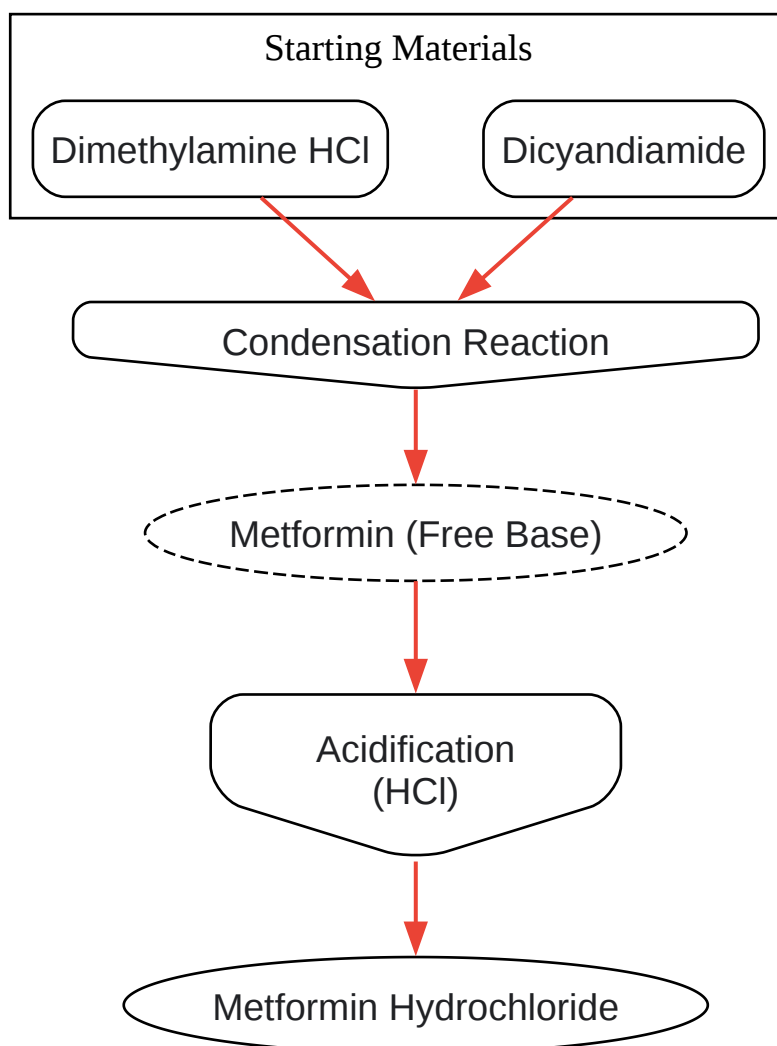 Starting Materials
Dimethylamine HCl
Dicyandiamide
Condensation Reaction
Metformin (Free Base)
Acidification
(HCl)
Metformin Hydrochloride